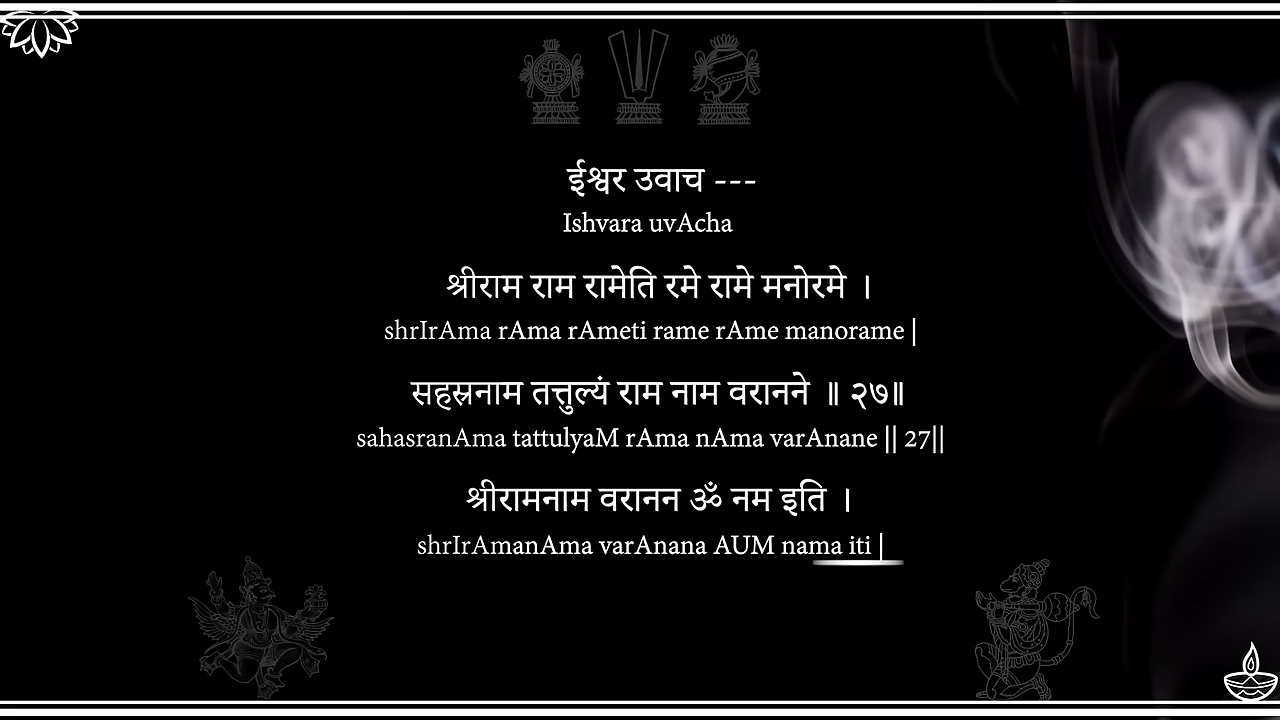 ईश्वर उवाच ---
Ishvara uvAcha
श्रीराम राम रामेति रमे रामे मनोरमे ।
shrIrAma rAma rAmeti rame rAme manorame |
सहस्रनाम तत्तुल्यं राम नाम वरानने ॥ २७॥
sahasranAma tattulyaM rAma nAma varAnane || 27||
श्रीरामनाम वरानन ॐ नम इति ।
shrIrAmanAma varAnana AUM nama iti |